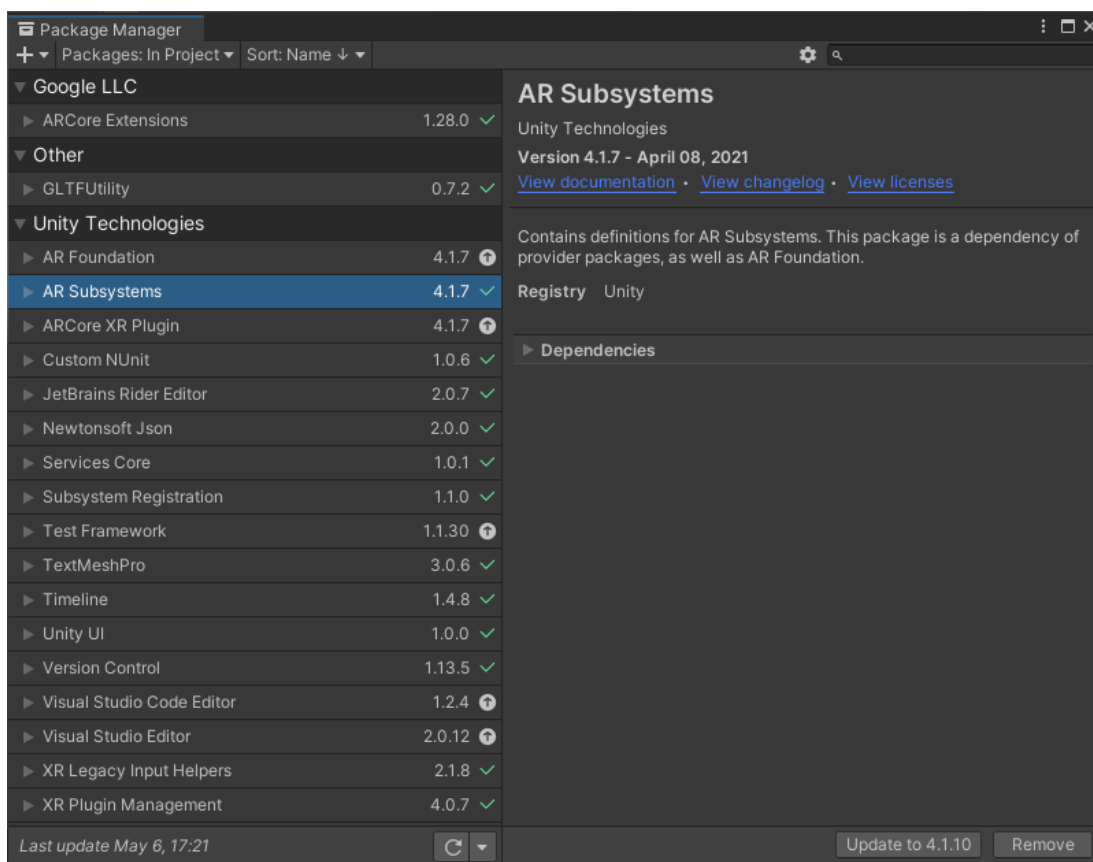 Package Manager
Packages: In Project Sort: Name ↓
Google LLC
ARCore Extensions 1.28.0
Other
GLTFUtility 0.7.2
Unity Technologies
AR Foundation 4.1.7
AR Subsystems 4.1.7
ARCore XR Plugin 4.1.7
Custom NUnit 1.0.6
JetBrains Rider Editor 2.0.7
Newtonsoft Json 2.0.0
Services Core 1.0.1
Subsystem Registration 1.1.0
Test Framework 1.1.30
TextMeshPro 3.0.6
Timeline 1.4.8
Unity UI 1.0.0
Version Control 1.13.5
Visual Studio Code Editor 1.2.4
Visual Studio Editor 2.0.12
XR Legacy Input Helpers 2.1.8
XR Plugin Management 4.0.7
Last update May 6, 17:21
AR Subsystems
Unity Technologies
Version 4.1.7 - April 08, 2021
View documentation • View changelog • View licenses
Contains definitions for AR Subsystems. This package is a dependency of
provider packages, as well as AR Foundation.
Registry Unity
Dependencies
Update to 4.1.10 Remove